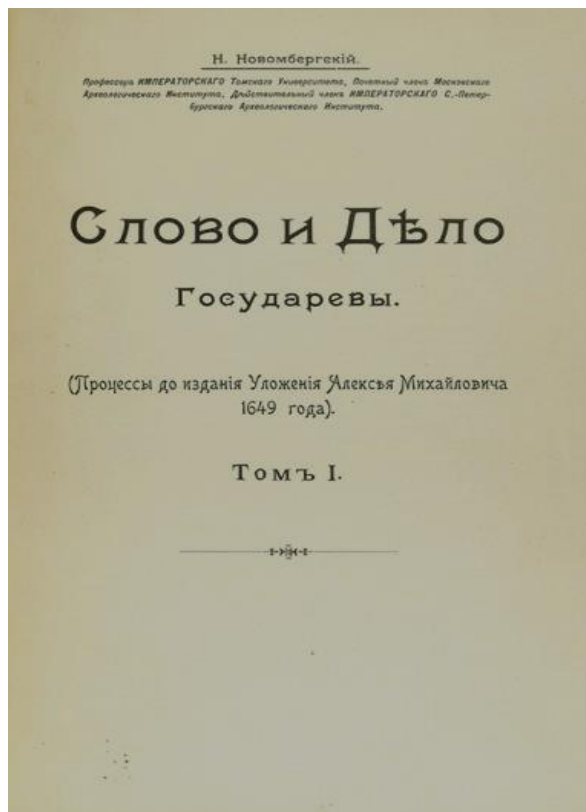 Н. Новомбергскій.
Профессоръ ИМПЕРАТОРСКАГО Томскаго Университета, Почетный членъ Московскаго
Археологическаго Института, Дѣйствительный членъ ИМПЕРАТОРСКАГО С.-Петер-
бургскаго Археологическаго Института.
Слово и Дѣло
Государевы.
(Процессы до изданія Уложенія Алексѣя Михайловича
1649 года).
Томъ I.